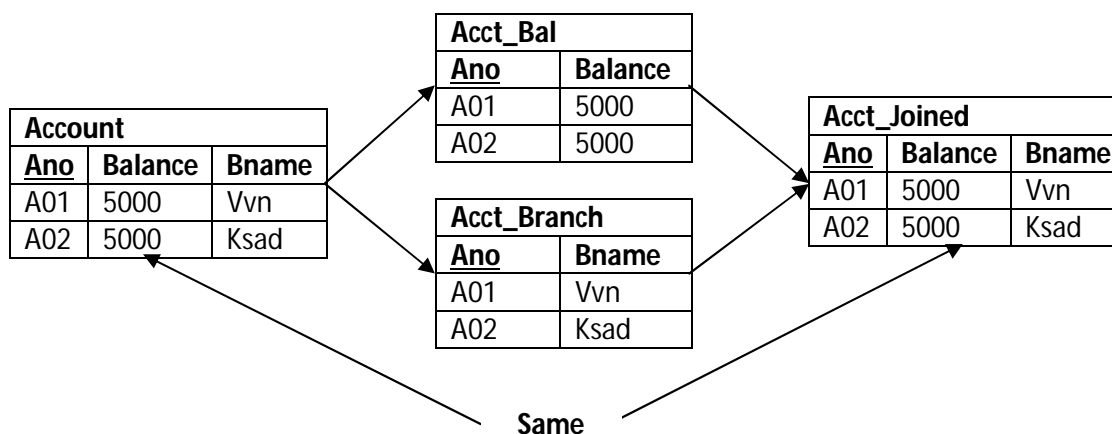 Account
Ano Balance Bname
A01 5000 Vvn
A02 5000 Ksad
Acct_Bal
Ano Balance
A01 5000
A02 5000
Acct_Branch
Ano Bname
A01 Vvn
A02 Ksad
Acct_Joined
Ano Balance Bname
A01 5000 Vvn
A02 5000 Ksad
Same